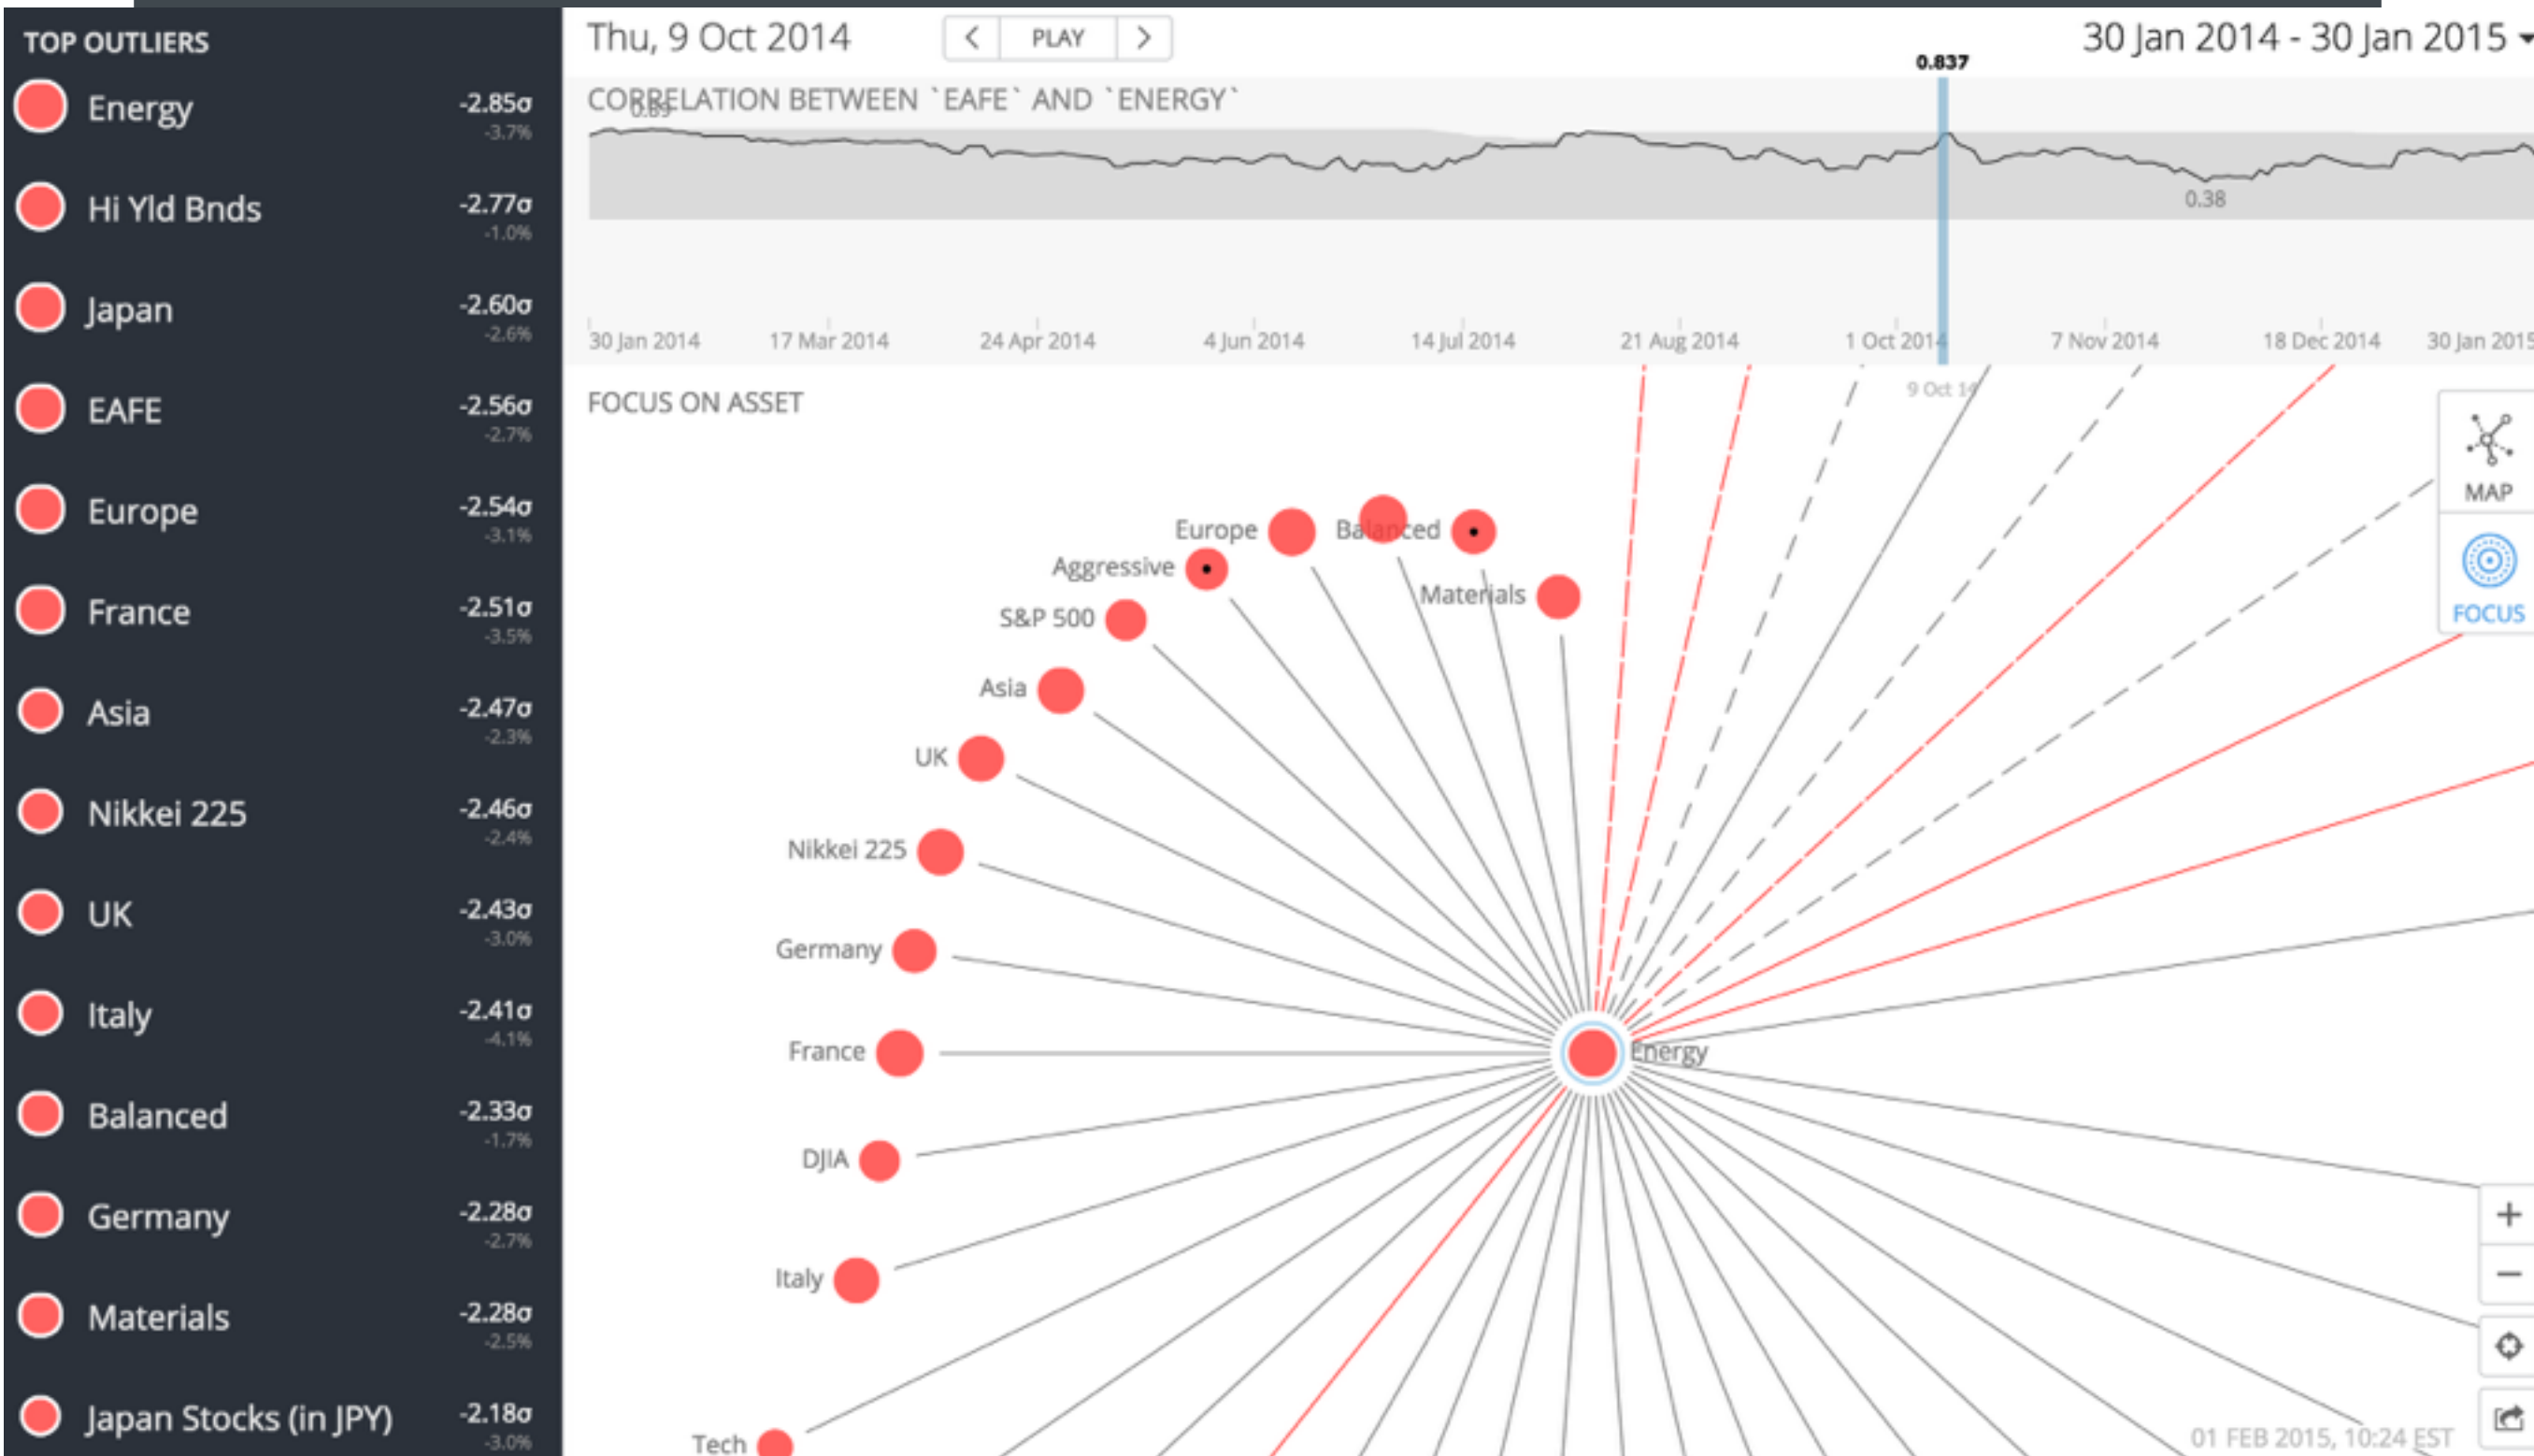 TOP OUTLIERS
Energy -2.85σ
-3.7%
Hi Yld Bnds -2.77σ
-1.0%
Japan -2.60σ
-2.6%
EAFE -2.56σ
-2.7%
Europe -2.54σ
-3.1%
France -2.51σ
-3.5%
Asia -2.47σ
-2.3%
Nikkei 225 -2.46σ
-2.4%
UK -2.43σ
-3.0%
Italy -2.41σ
-4.1%
Balanced -2.33σ
-1.7%
Germany -2.28σ
-2.7%
Materials -2.28σ
-2.5%
Japan Stocks (in JPY) -2.18σ
-3.0%
Thu, 9 Oct 2014
PLAY
30 Jan 2014 - 30 Jan 2015
0.837
CORRELATION BETWEEN `EAFE` AND `ENERGY`
0.89
0.38
30 Jan 2014 17 Mar 2014 24 Apr 2014 4 Jun 2014 14 Jul 2014 21 Aug 2014 1 Oct 2014 7 Nov 2014 18 Dec 2014 30 Jan 2015
9 Oct 14
FOCUS ON ASSET
MAP
FOCUS
Europe
Balanced
Aggressive
Materials
S&P 500
Asia
UK
Nikkei 225
Germany
France
Energy
DJIA
Italy
Tech
01 FEB 2015, 10:24 EST